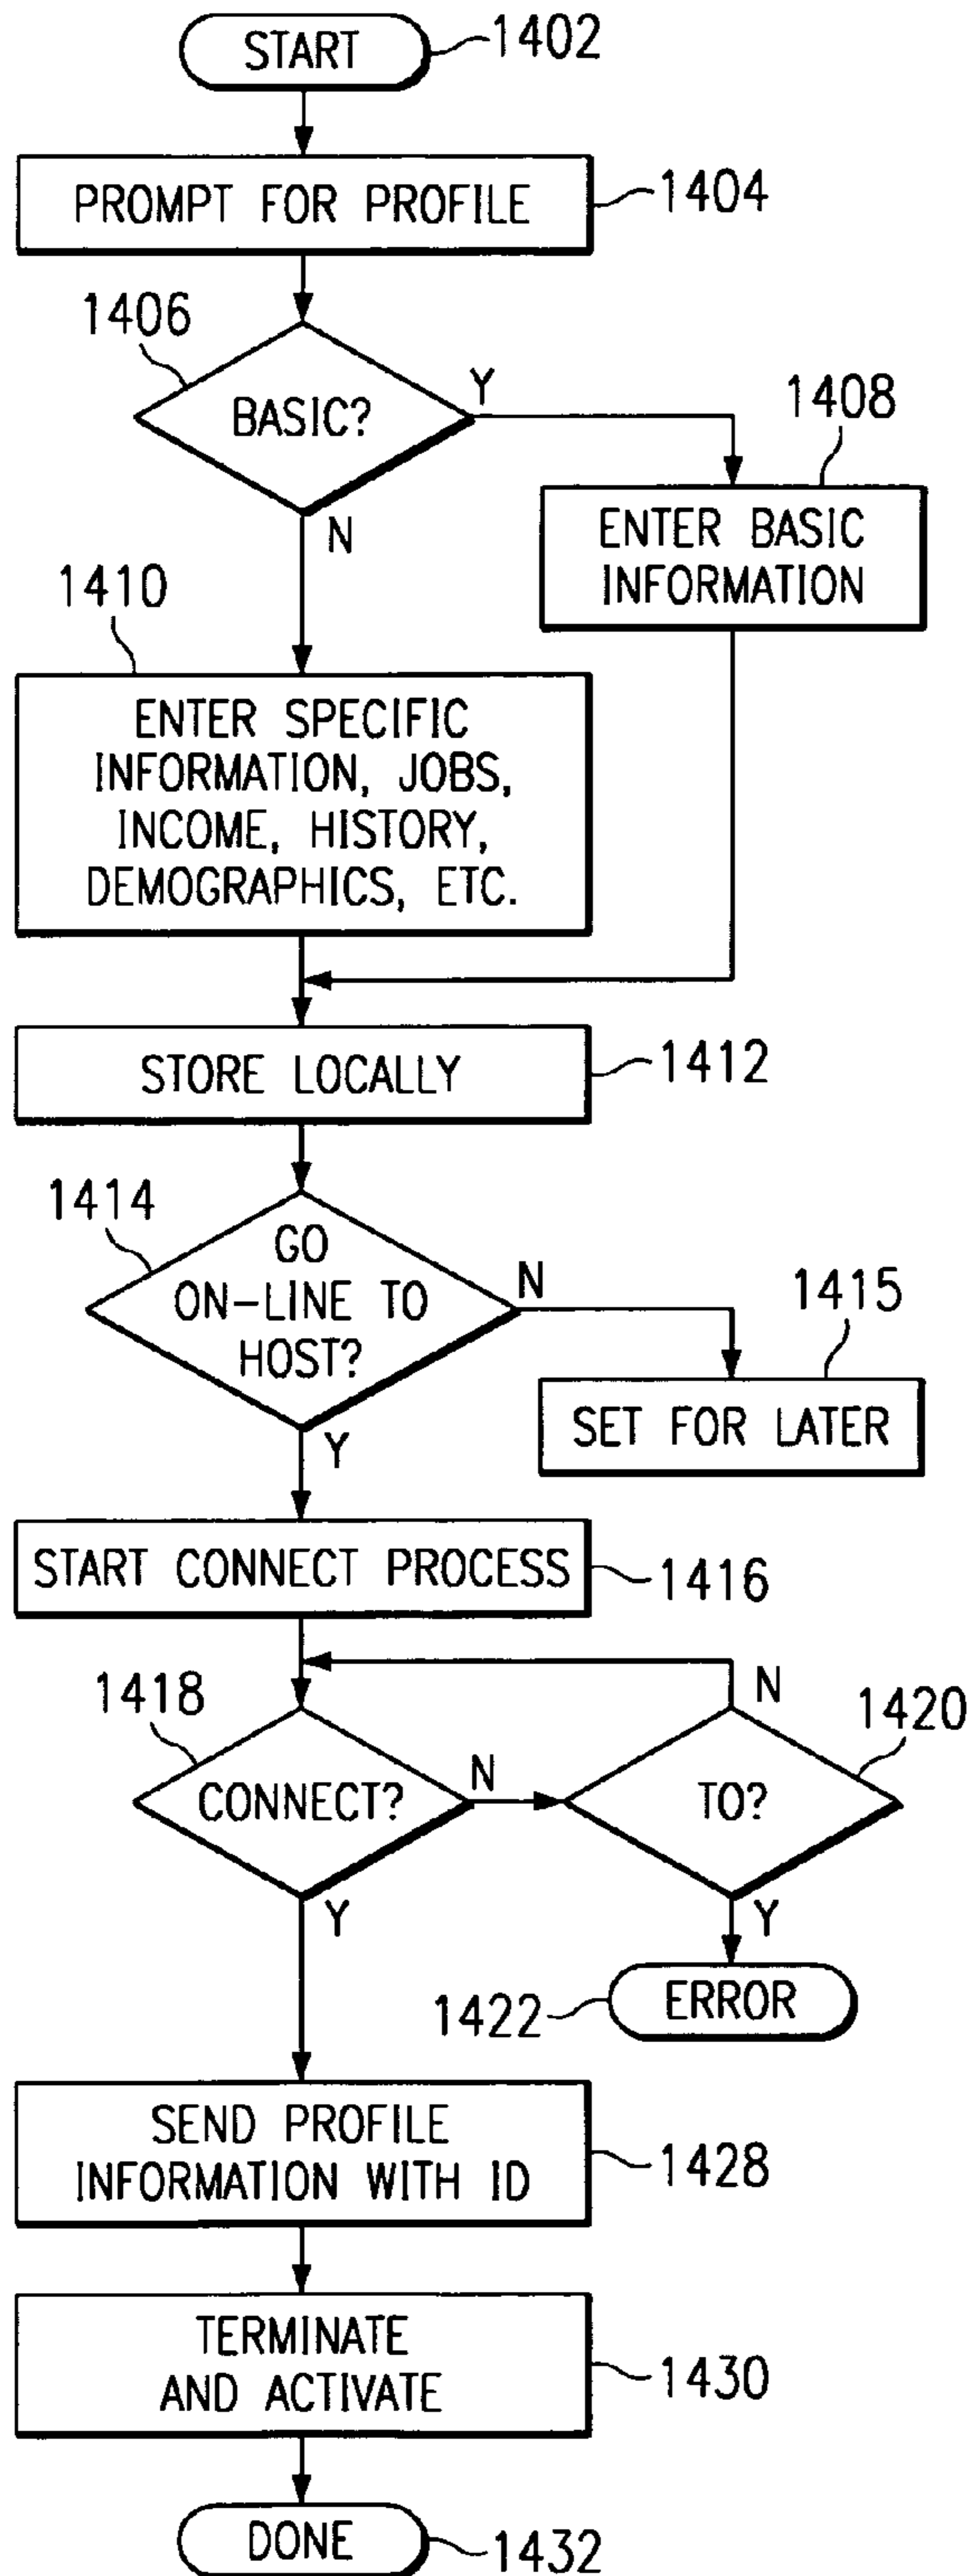 START
1402
PROMPT FOR PROFILE
1404
1406
BASIC?
Y
N
1408
ENTER BASIC
INFORMATION
1410
ENTER SPECIFIC
INFORMATION, JOBS,
INCOME, HISTORY,
DEMOGRAPHICS, ETC.
STORE LOCALLY
1412
1414
GO
ON-LINE TO
HOST?
N
Y
1415
SET FOR LATER
START CONNECT PROCESS
1416
1418
CONNECT?
N
Y
1420
TO?
N
Y
1422
ERROR
SEND PROFILE
INFORMATION WITH ID
1428
TERMINATE
AND ACTIVATE
1430
DONE
1432